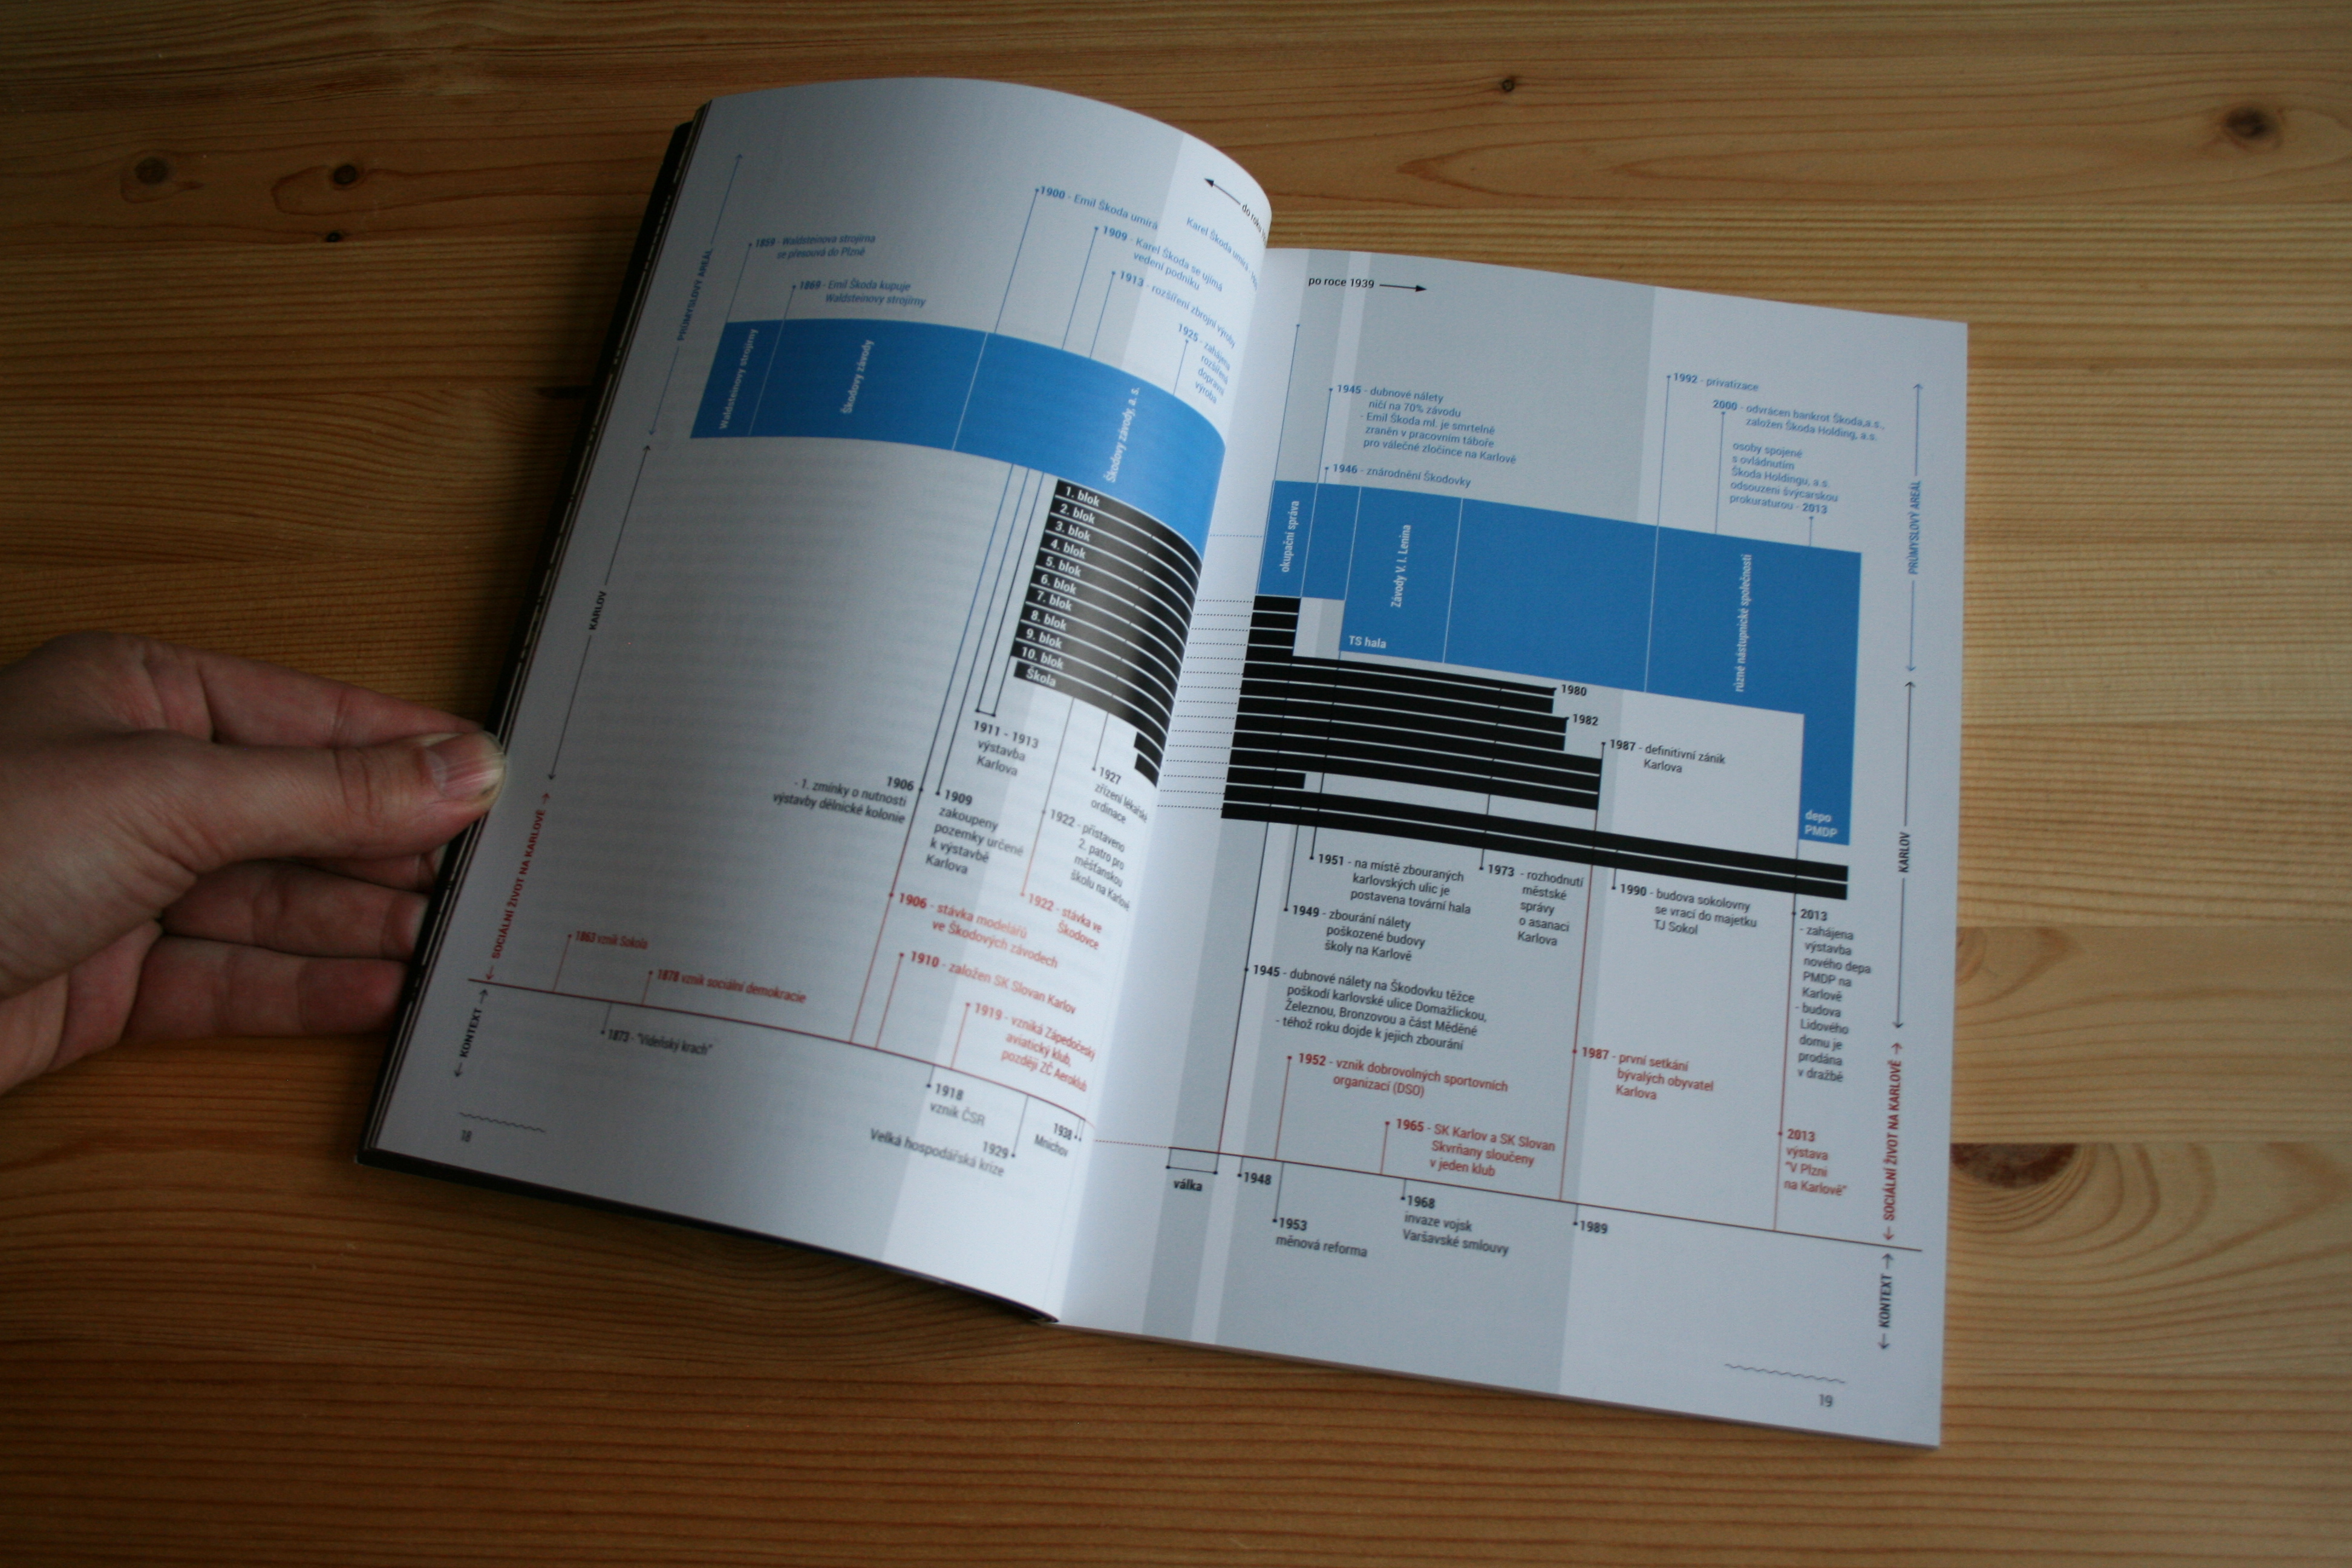 do roku
1900 - Emil Škoda umírá
Karel Škoda umírá -
1909 - Karel Škoda se ujímá
vedení podniku
1859 - Waldsteinova strojírna
se přesouvá do Plzně
1913 - rozšíření zbrojní výroby
1869 - Emil Škoda kupuje
Waldsteinovy strojírny
1925 - zahájena
rozšířená
dopravní
výroba
PRŮMYSLOVÝ AREÁL
Waldsteinovy strojírny
Škodovy závody
Škodovy závody, a. s.
1. blok
2. blok
3. blok
4. blok
5. blok
6. blok
7. blok
8. blok
9. blok
10. blok
Škola
KARLOV
1911 - 1913
výstavba
Karlova
1906
- 1. zmínky o nutnosti
výstavby dělnické kolonie
1909
zakoupeny
pozemky určené
k výstavbě
Karlova
1927
zřízení lékařské
ordinace
1922 - přistaveno
2. patro pro
měšťanskou
školu na Karlově
SOCIÁLNÍ ŽIVOT NA KARLOVĚ
1863 vznik Sokola
1878 vznik sociální demokracie
1906 - stávka modelářů
ve Škodových závodech
1922 - stávka ve
Škodovce
1910 - založen SK Slovan Karlov
1919 - vzniká Západočeský
aviatický klub,
později ZČ Aeroklub
KONTEXT
1873 - "Vídeňský krach"
1918
vznik ČSR
1929
Velká hospodářská krize
1938
Mnichov
18
po roce 1939
1945 - dubnové nálety
ničí na 70% závodu
- Emil Škoda ml. je smrtelně
zraněn v pracovním táboře
pro válečné zločince na Karlově
1946 - znárodnění Škodovky
1992 - privatizace
2000 - odvrácen bankrot Škoda,a.s.,
založen Škoda Holding, a.s.
osoby spojené
s ovládnutím
Škoda Holdingu, a.s.
odsouzeni švýcarskou
prokuraturou - 2013
PRŮMYSLOVÝ AREÁL
okupační správa
Závody V. I. Lenina
TS hala
různé nástupnické společnosti
depo
PMDP
1980
1982
1987 - definitivní zánik
Karlova
KARLOV
1951 - na místě zbouraných
karlovských ulic je
postavena tovární hala
1949 - zbourání nálety
poškozené budovy
školy na Karlově
1945 - dubnové nálety na Škodovku těžce
poškodí karlovské ulice Domažlickou,
Železnou, Bronzovou a část Měděné
- téhož roku dojde k jejich zbourání
1973 - rozhodnutí
městské
správy
o asanaci
Karlova
1990 - budova sokolovny
se vrací do majetku
TJ Sokol
2013
- zahájena
výstavba
nového depa
PMDP na
Karlově
- budova
Lidového
domu je
prodána
v dražbě
1952 - vznik dobrovolných sportovních
organizací (DSO)
1965 - SK Karlov a SK Slovan
Skvrňany sloučeny
v jeden klub
1987 - první setkání
bývalých obyvatel
Karlova
2013
výstava
"V Plzni
na Karlově"
SOCIÁLNÍ ŽIVOT NA KARLOVĚ
válka
1948
1953
měnová reforma
1968
invaze vojsk
Varšavské smlouvy
1989
KONTEXT
19